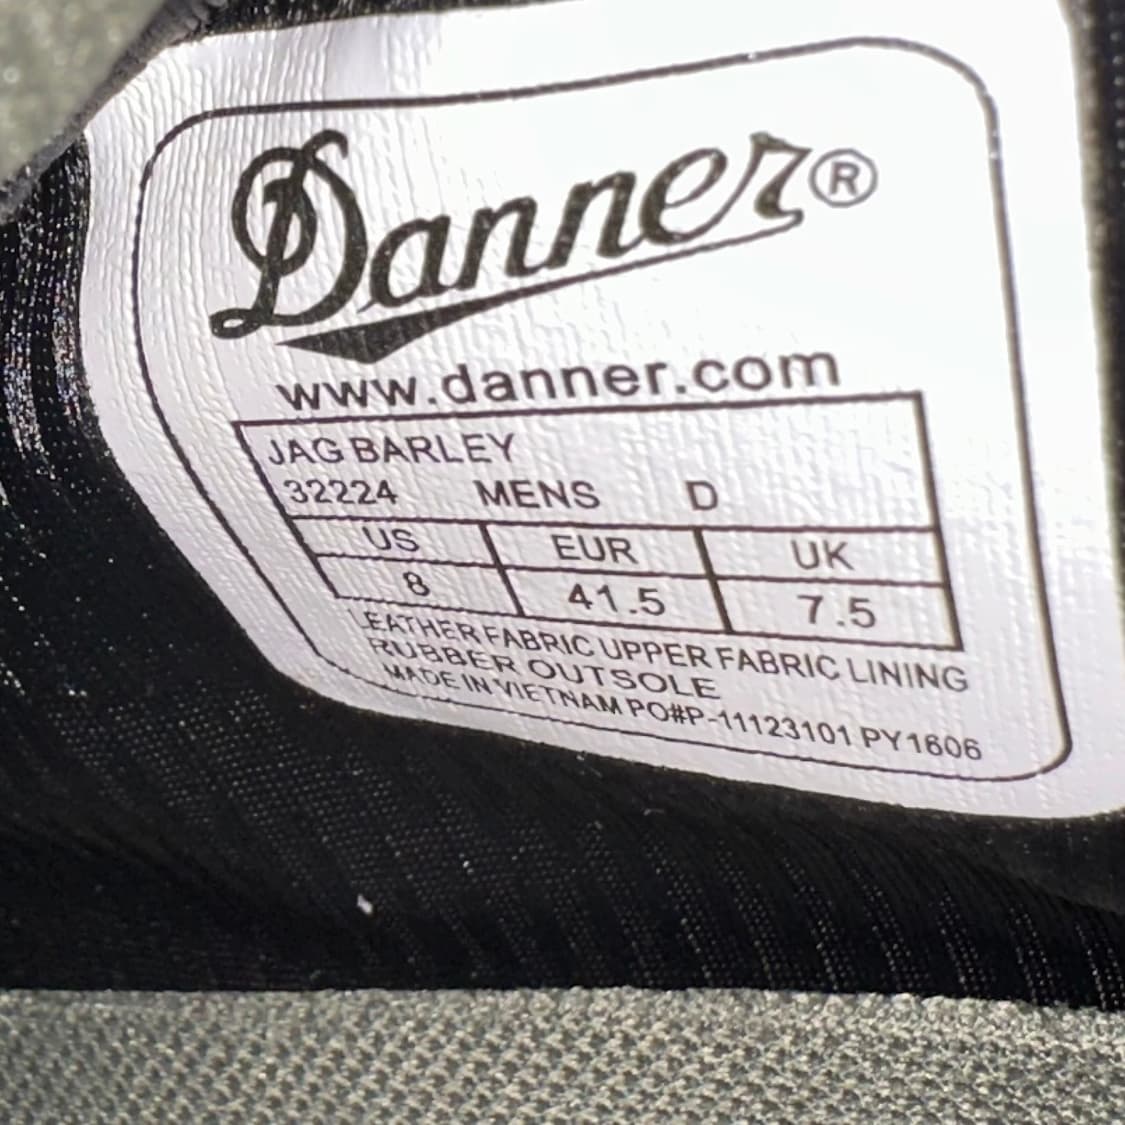 Danner®
www.danner.com
JAG BARLEY
32224 MENS D
US EUR UK
8 41.5 7.5
LEATHER FABRIC UPPER FABRIC LINING
RUBBER OUTSOLE
MADE IN VIETNAM PO#P-11123101 PY1606